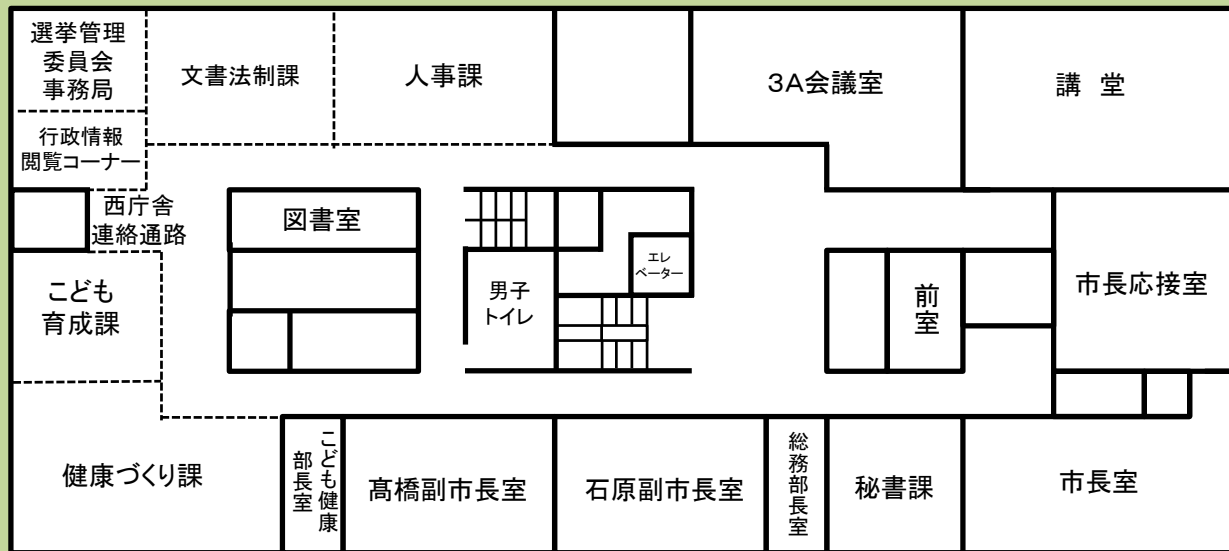 選挙管理
委員会
事務局
文書法制課
人事課
3A会議室
講 堂
行政情報
閲覧コーナー
西庁舎
連絡通路
図書室
エレ
ベーター
男子
トイレ
前室
市長応接室
こども
育成課
健康づくり課
こども健康
部長室
髙橋副市長室
石原副市長室
総務部長室
秘書課
市長室